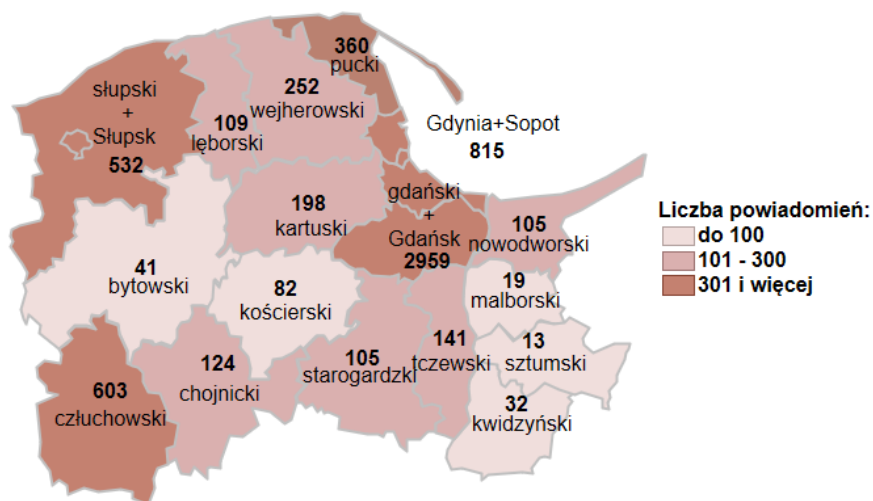 360
pucki
252
wejherowski
słupski
+
Słupsk
532
109
lęborski
Gdynia+Sopot
815
gdański
+
Gdańsk
2959
198
kartuski
105
nowodworski
Liczba powiadomień:
do 100
101 - 300
301 i więcej
41
bytowski
82
kościerski
19
malborski
141
tczewski
13
sztumski
105
starogardzkI
124
chojnicki
603
człuchowski
32
kwidzyński